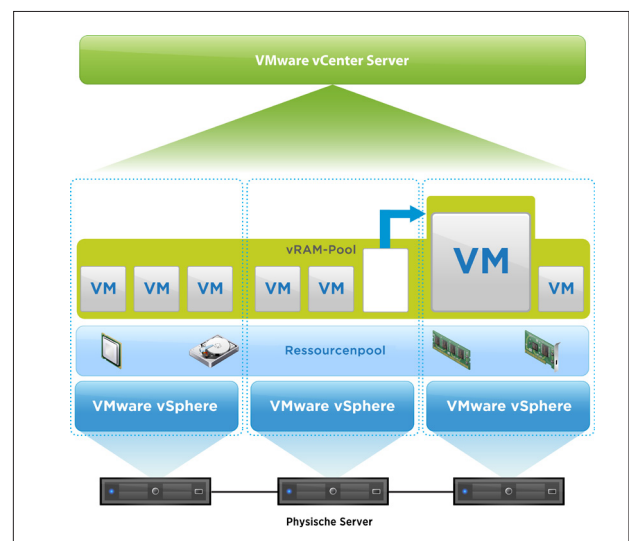 VMware vCenter Server
vRAM-Pool
VM
VM
VM
VM
VM
VM
VM
Ressourcenpool
VMware vSphere
VMware vSphere
VMware vSphere
Physische Server